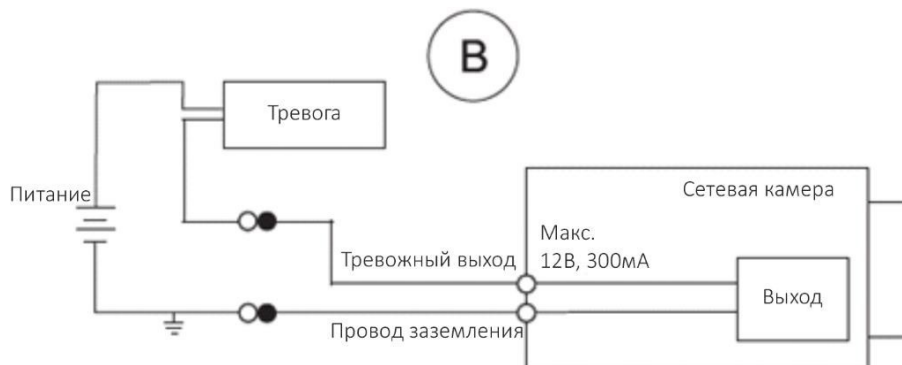 B
Тревога
Питание
Сетевая камера
Макс.
12В, 300мА
Тревожный выход
Выход
Провод заземления